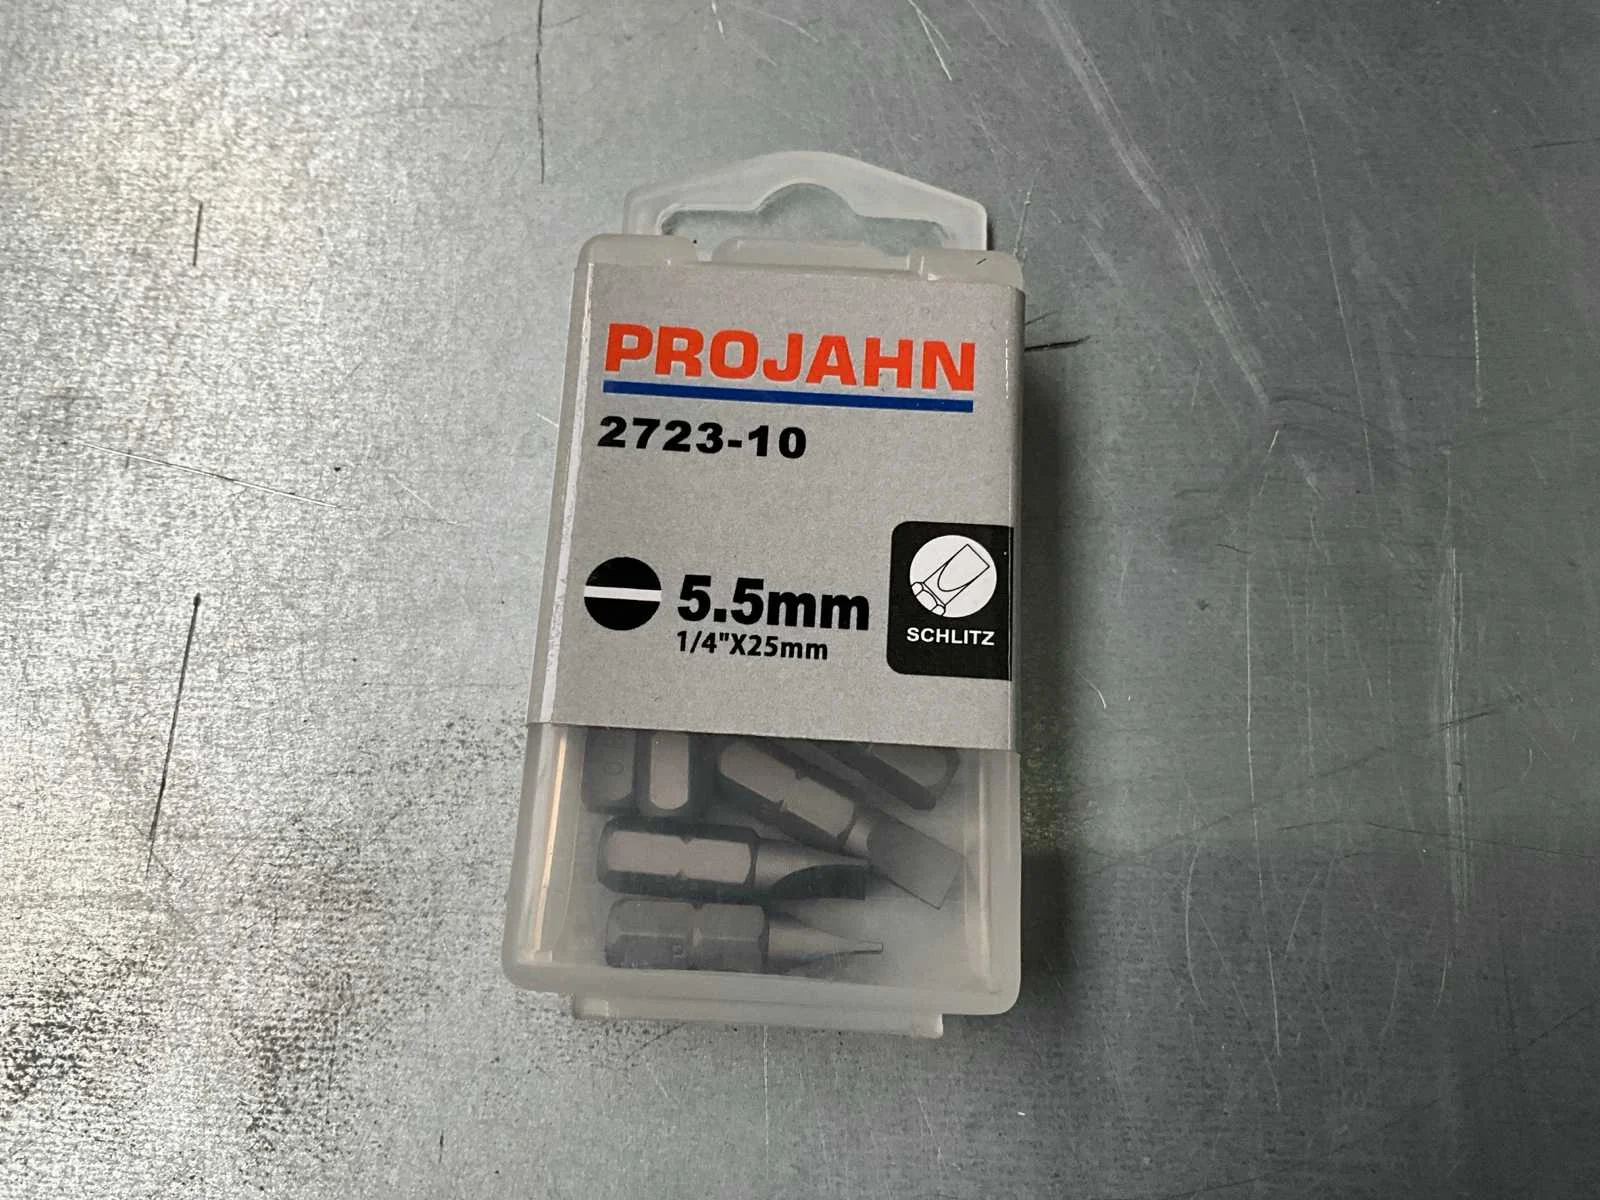 PROJAHN
2723-10
5.5mm
1/4"X25mm
SCHLITZ